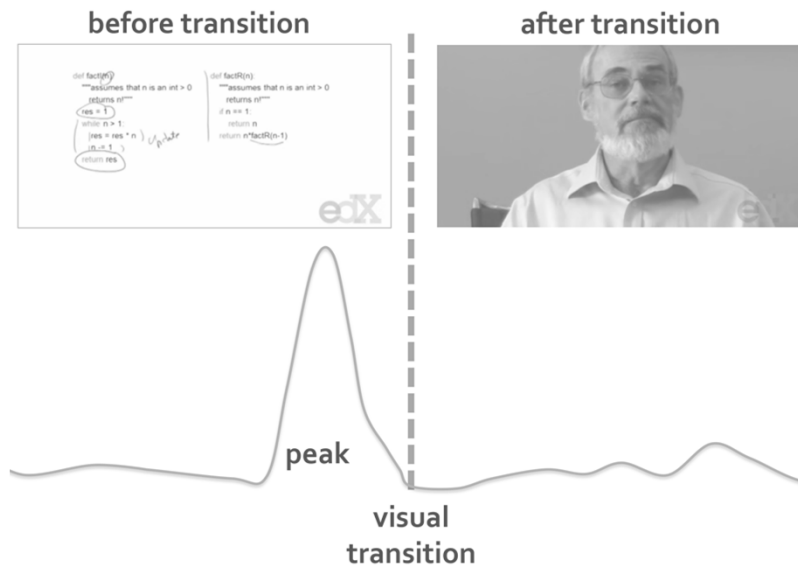 before transition
after transition
def fact(n)
"""assumes that n is an int > 0
returns n!"""
res = 1
while n > 1:
res = res * n
update
n -= 1
return res
def factR(n):
"""assumes that n is an int > 0
returns n!"""
if n == 1:
return n
return n*factR(n-1)
edX
e
peak
visual
transition